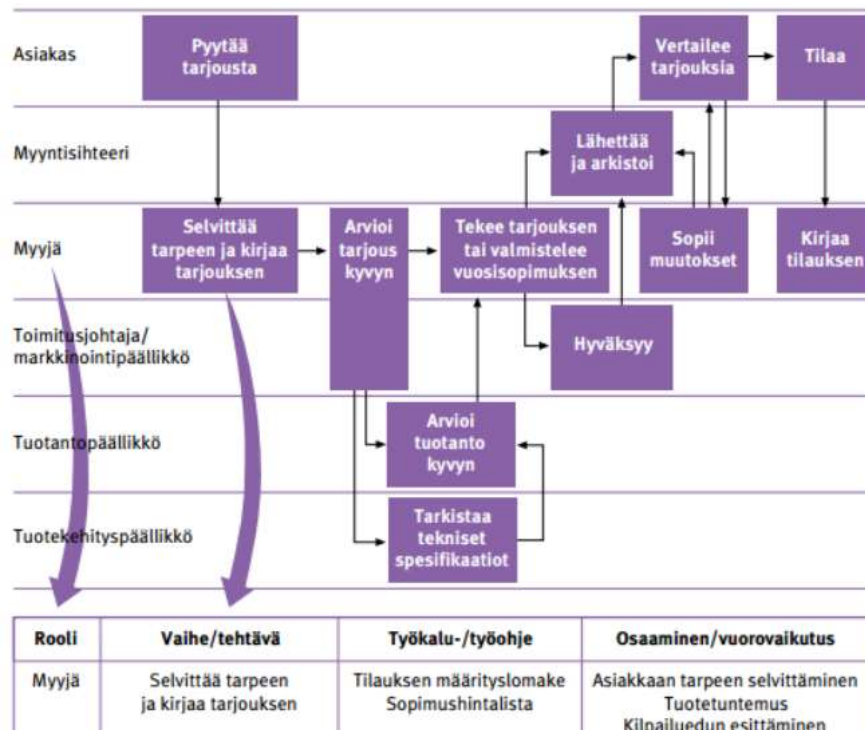 Asiakas
Pyytää
tarjousta
Vertailee
tarjouksia
Tilaa
Myyntisihteeri
Lähettää
ja arkistoi
Myyjä
Selvittää
tarpeen ja kirjaa
tarjouksen
Arvioi
tarjous
kyvyn
Tekee tarjouksen
tai valmistelee
vuosisopimuksen
Sopii
muutokset
Kirjaa
tilauksen
Toimitusjohtaja/
markkinointipäällikkö
Hyväksyy
Tuotantopäällikkö
Arvioi
tuotanto
kyvyn
Tuotekehityspäällikkö
Tarkistaa
tekniset
spesifikaatiot
Rooli
Vaihe/tehtävä
Työkalu-/työohje
Osaaminen/vuorovaikutus
Myyjä
Selvittää tarpeen
ja kirjaa tarjouksen
Tilauksen määrityslomake
Sopimushintalista
Asiakkaan tarpeen selvittäminen
Tuotetuntemus
Kilpailuedun esittäminen